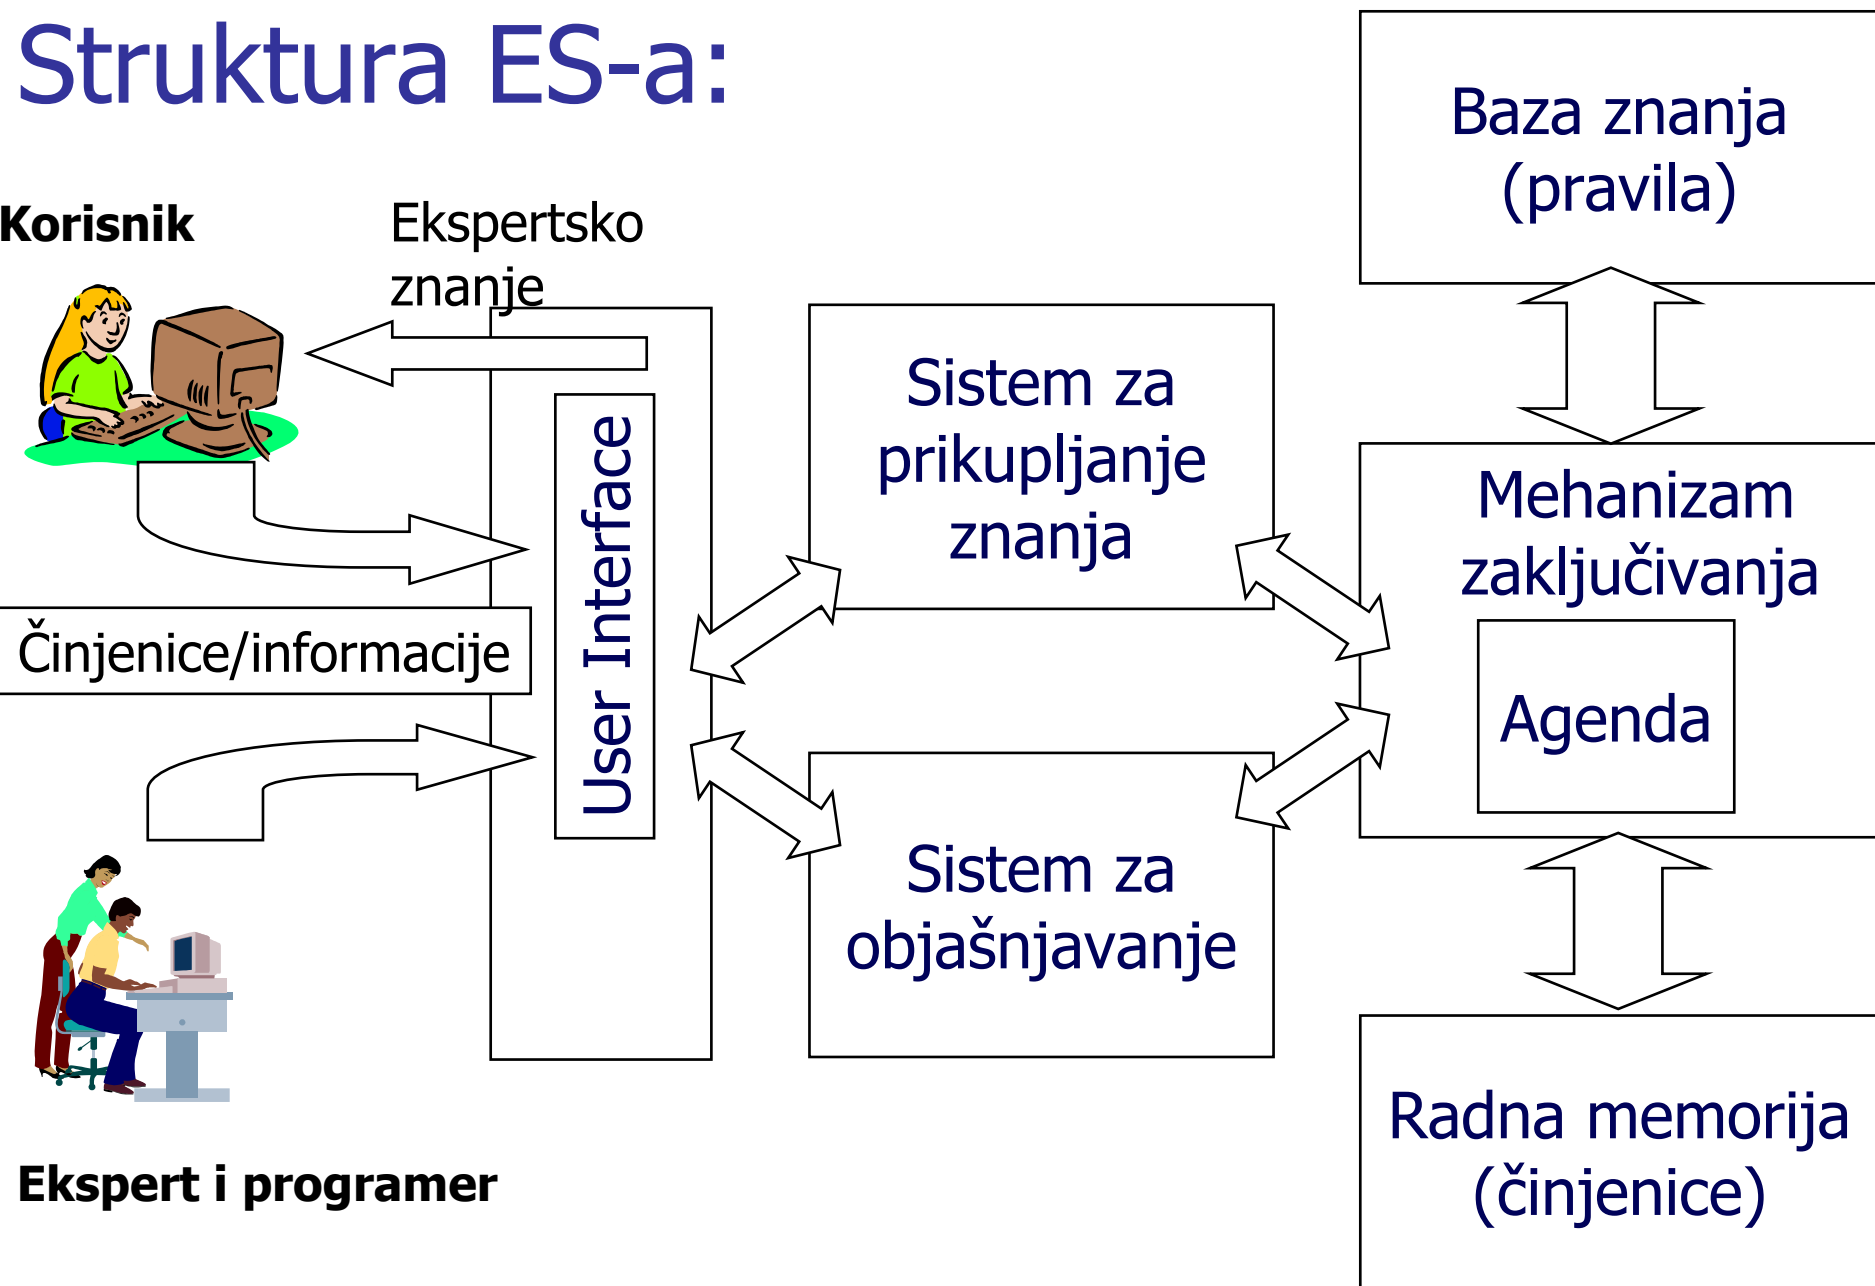 Struktura ES-a:
Korisnik
Ekspertsko
znanje
Činjenice/informacije
Ekspert i programer
User Interface
Sistem za
prikupljanje
znanja
Sistem za
objašnjavanje
Baza znanja
(pravila)
Mehanizam
zaključivanja
Agenda
Radna memorija
(činjenice)